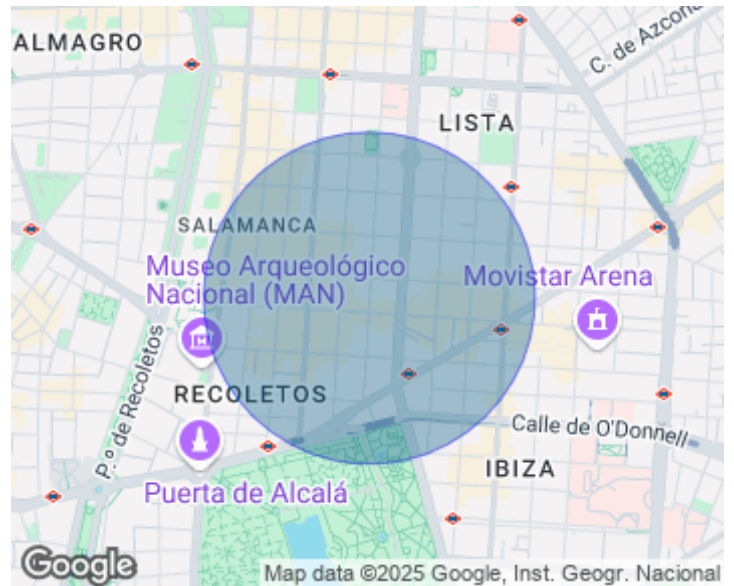 ALMAGRO
C. de Azcona
LISTA
SALAMANCA
Museo Arqueológico
Nacional (MAN)
Movistar Arena
P.º de Recoletos
RECOLETOS
Calle de O'Donnell
IBIZA
Puerta de Alcalá
Google
Map data ©2025 Google, Inst. Geogr. Nacional